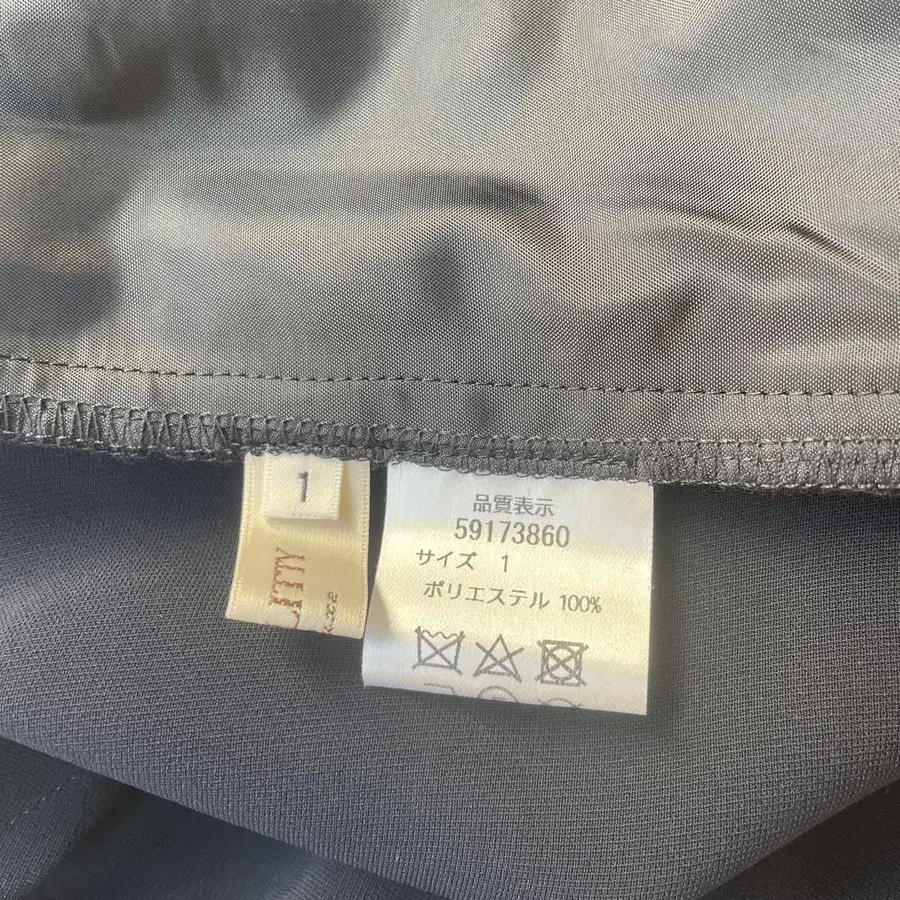 1
品質表示
59173860
サイズ 1
ポリエステル 100%